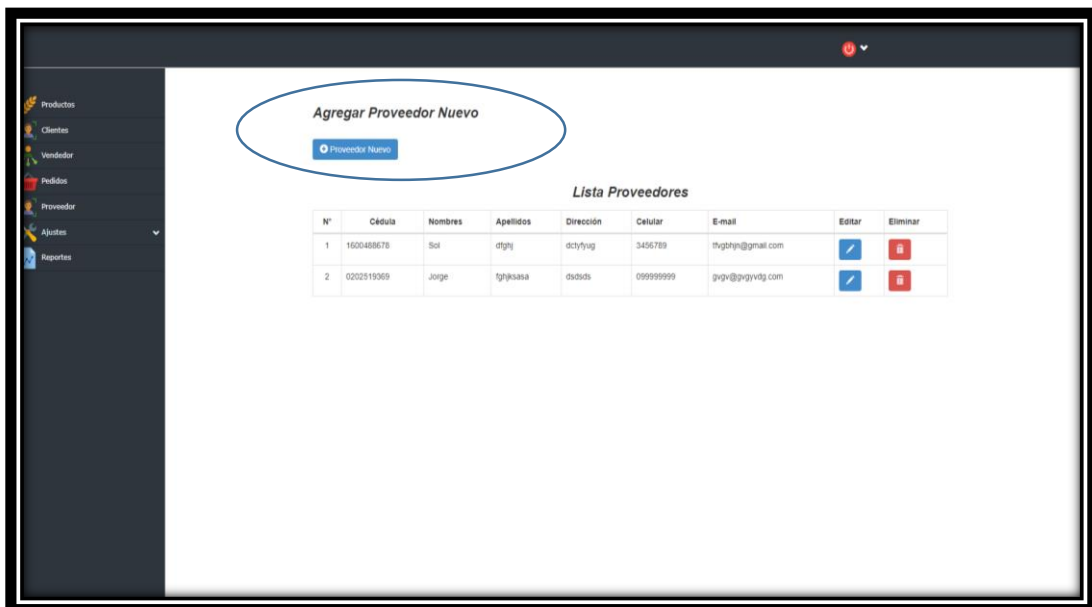 Productos
Clientes
Vendedor
Pedidos
Proveedor
Ajustes
Reportes
Agregar Proveedor Nuevo
Proveedor Nuevo
Lista Proveedores
N° Cédula Nombres Apellidos Dirección Celular E-mail Editar Eliminar
1 1600488678 Sol dfghj dctyfyug 3456789 tfvgbhjn@gmail.com
2 0202519369 Jorge fghjksasa dsdsds 099999999 gvgv@gvgyvdg.com